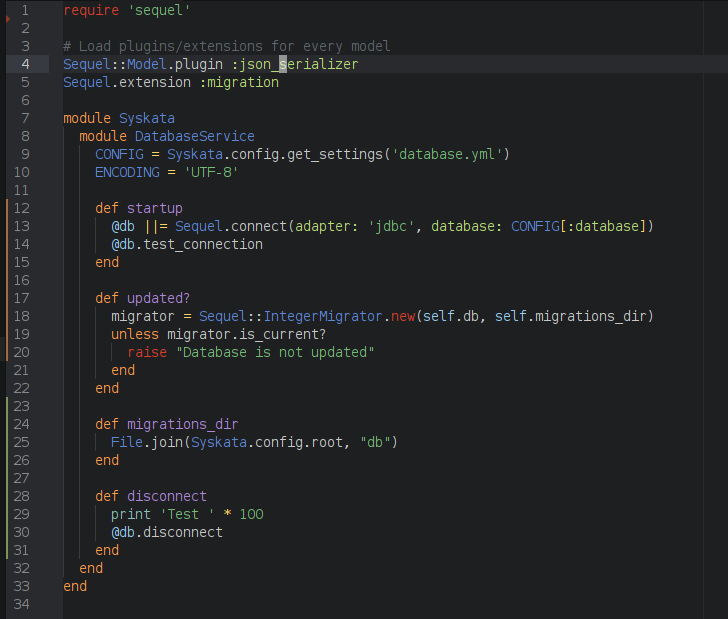 1 require 'sequel'
2
3 # Load plugins/extensions for every model
4 Sequel::Model.plugin :json_serializer
5 Sequel.extension :migration
6
7 module Syskata
8   module DatabaseService
9     CONFIG = Syskata.config.get_settings('database.yml')
10     ENCODING = 'UTF-8'
11
12     def startup
13       @db ||= Sequel.connect(adapter: 'jdbc', database: CONFIG[:database])
14       @db.test_connection
15     end
16
17     def updated?
18       migrator = Sequel::IntegerMigrator.new(self.db, self.migrations_dir)
19       unless migrator.is_current?
20         raise "Database is not updated"
21       end
22     end
23
24     def migrations_dir
25       File.join(Syskata.config.root, "db")
26     end
27
28     def disconnect
29       print 'Test ' * 100
30       @db.disconnect
31     end
32   end
33 end
34